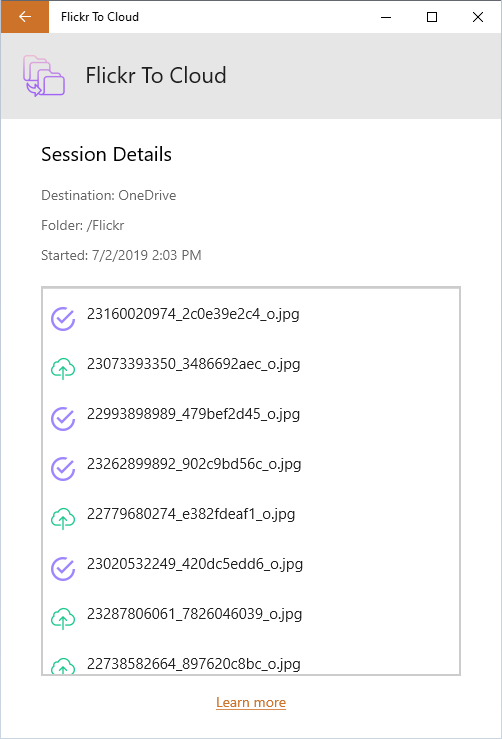 Flickr To Cloud
Flickr To Cloud
Session Details
Destination: OneDrive
Folder: /Flickr
Started: 7/2/2019 2:03 PM
23160020974_2c0e39e2c4_o.jpg
23073393350_3486692aec_o.jpg
22993898989_479bef2d45_o.jpg
23262899892_902c9bd56c_o.jpg
22779680274_e382fdeaf1_o.jpg
23020532249_420dc5edd6_o.jpg
23287806061_7826046039_o.jpg
22738582664_897620c8bc_o.jpg
Learn more